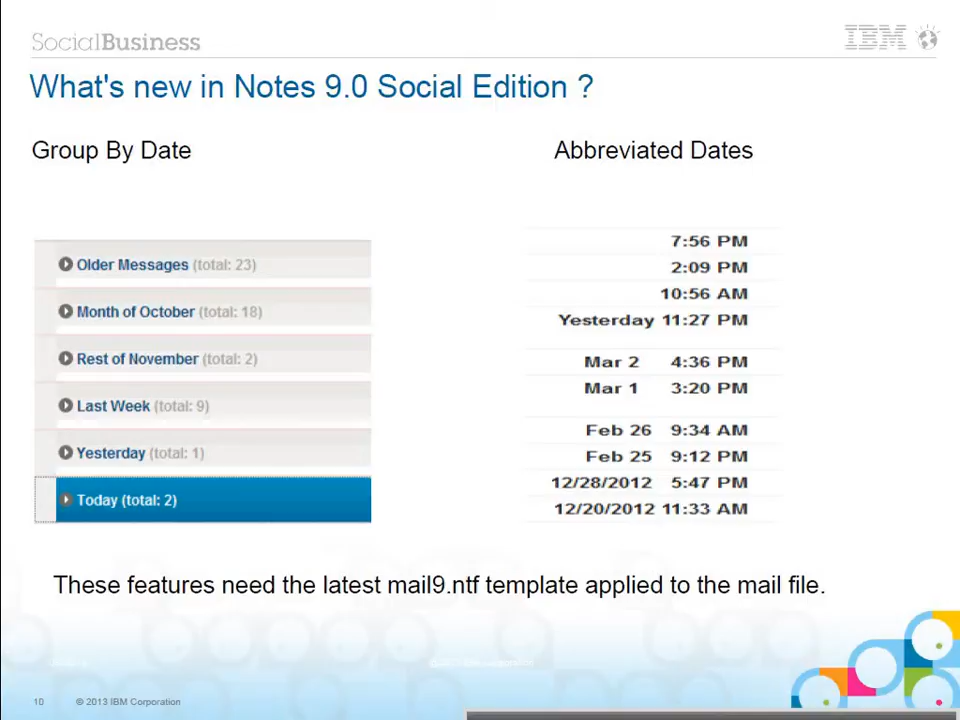 SocialBusiness
IBM
What's new in Notes 9.0 Social Edition ?
Group By Date
Older Messages (total: 23)
Month of October (total: 18)
Rest of November (total: 2)
Last Week (total: 9)
Yesterday (total: 1)
Today (total: 2)
Abbreviated Dates
7:56 PM
2:09 PM
10:56 AM
Yesterday 11:27 PM
Mar 2 4:36 PM
Mar 1 3:20 PM
Feb 26 9:34 AM
Feb 25 9:12 PM
12/28/2012 5:47 PM
12/20/2012 11:33 AM
These features need the latest mail9.ntf template applied to the mail file.
10 © 2013 IBM Corporation